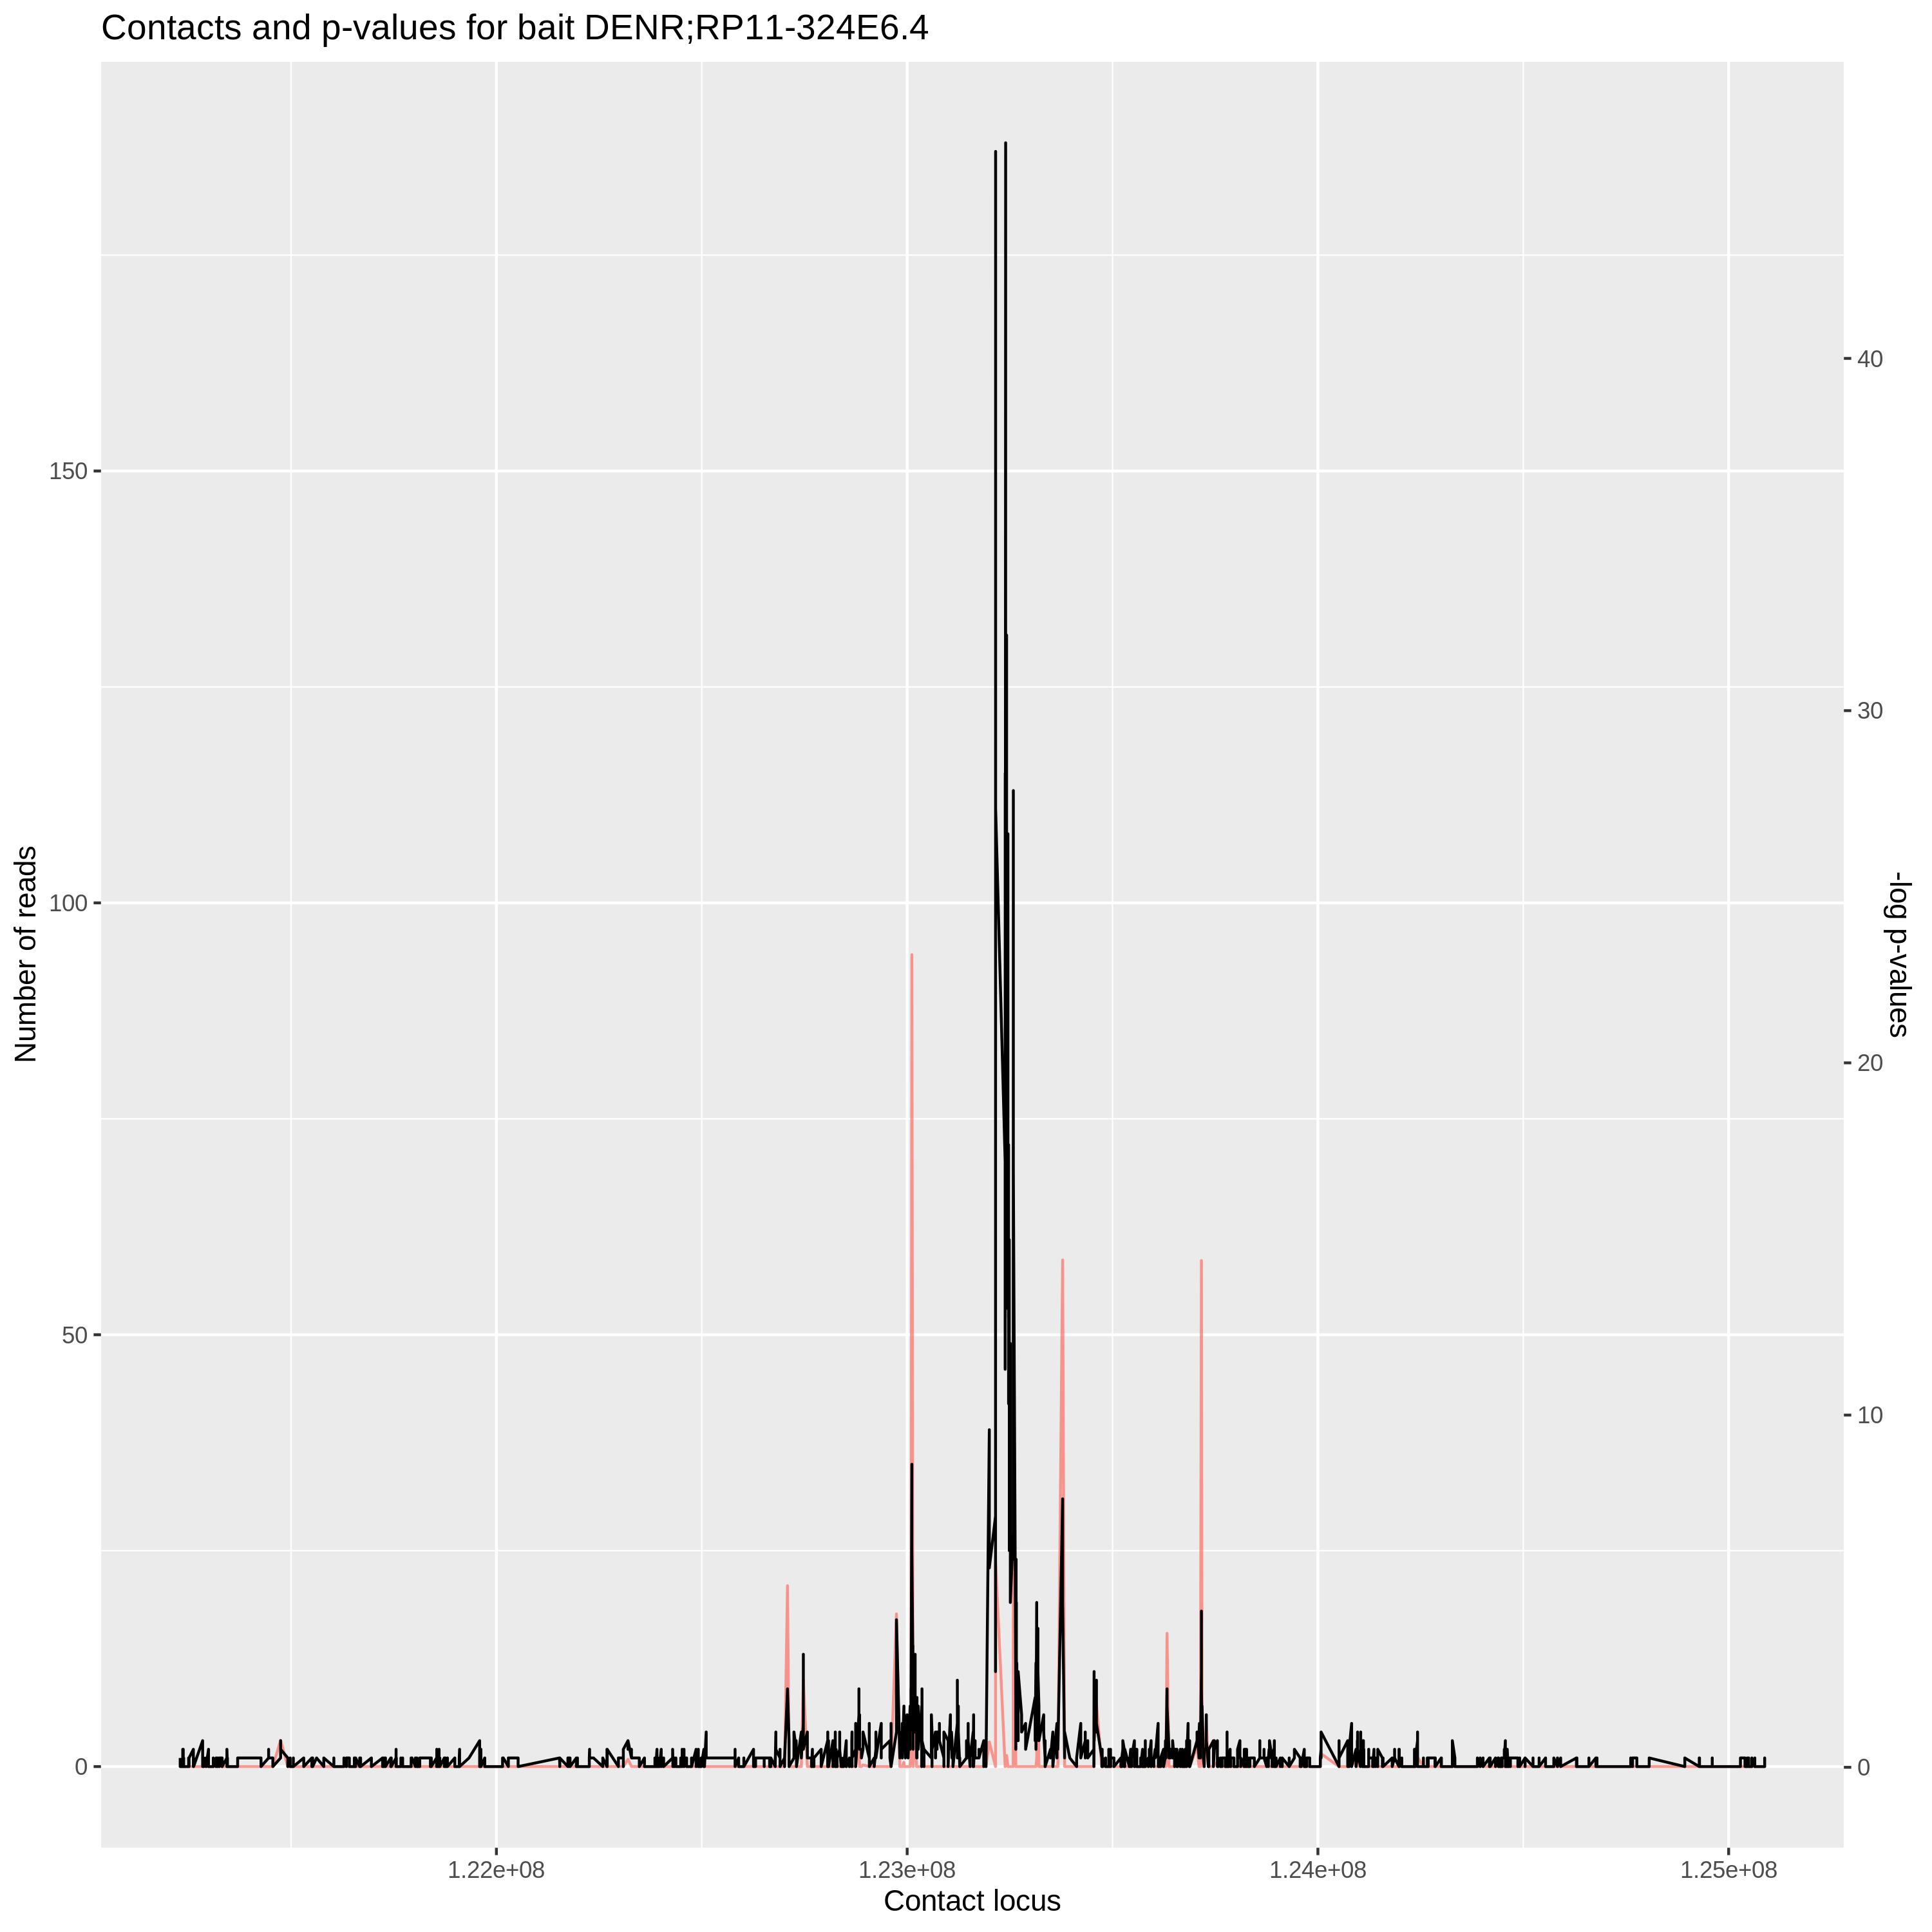 Contacts and p-values for bait DENR;RP11-324E6.4
Number of reads
150
100
50
0
40
30
20
10
0
-log p-values
1.22e+08 1.23e+08 1.24e+08 1.25e+08
Contact locus